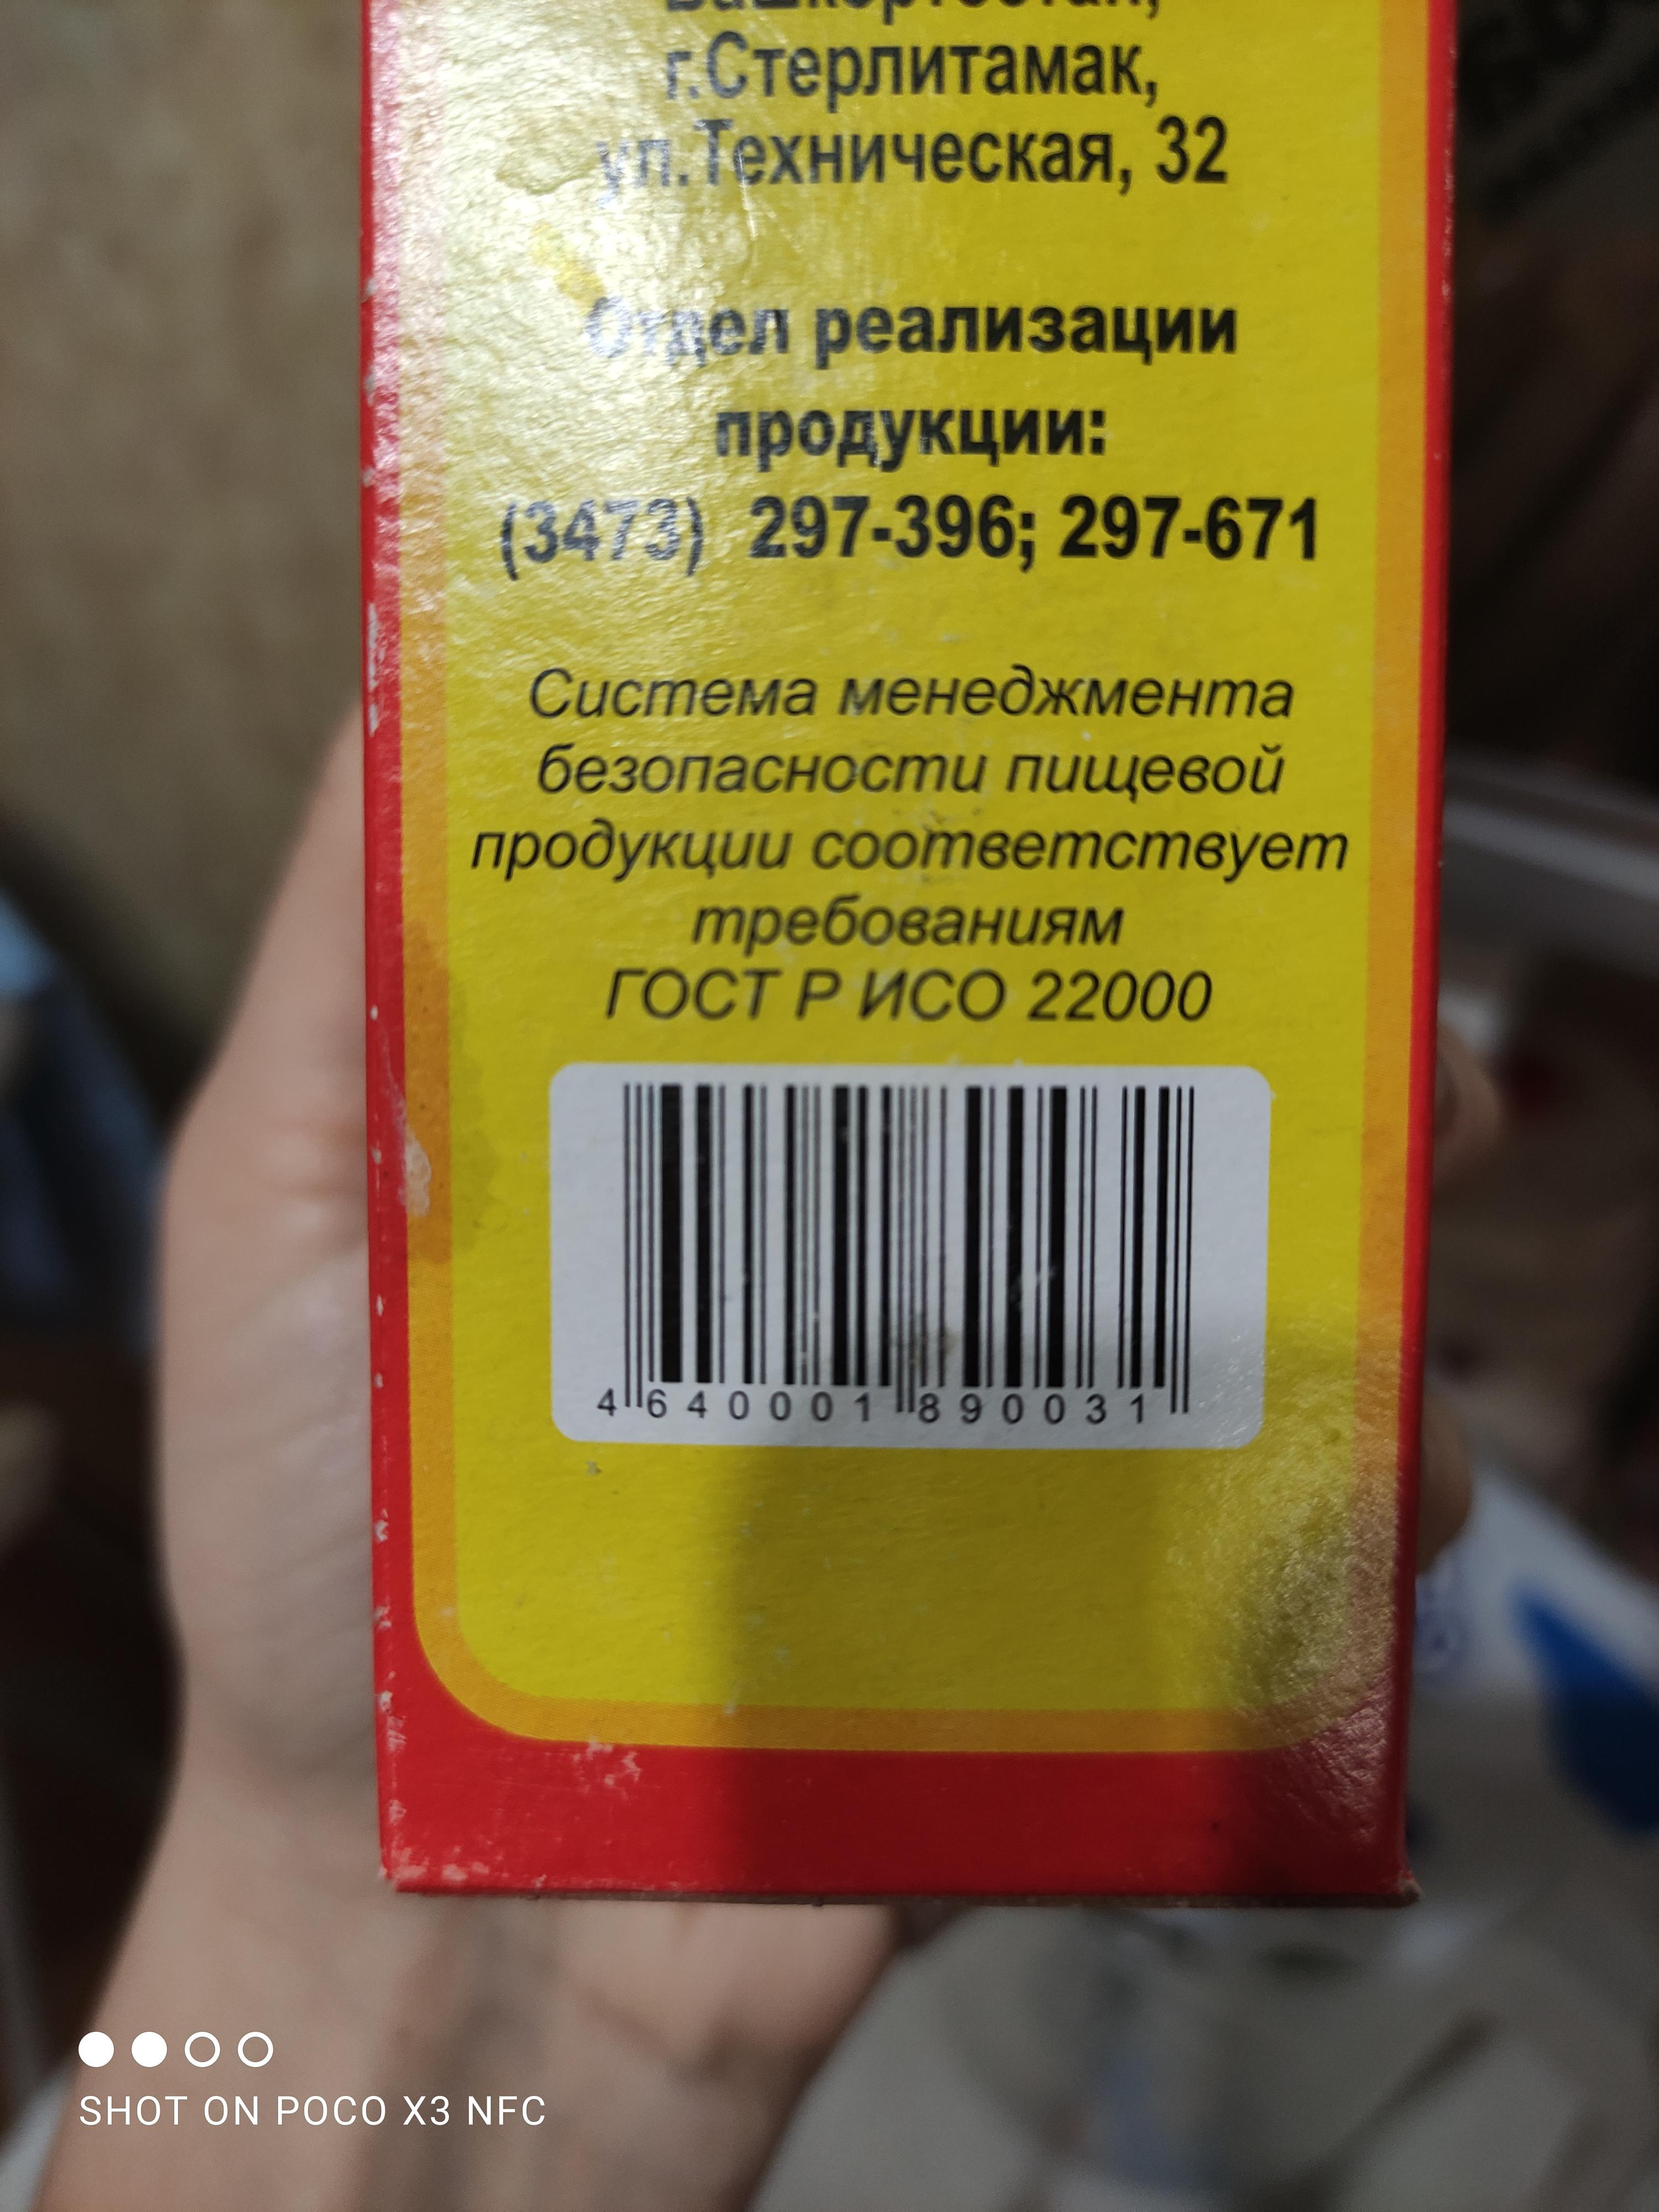 Башкортостан,
г.Стерлитамак,
ул.Техническая, 32
Отдел реализации
продукции:
(3473) 297-396; 297-671
Система менеджмента
безопасности пищевой
продукции соответствует
требованиям
ГОСТ Р ИСО 22000
4 640001 890031
SHOT ON POCO X3 NFC